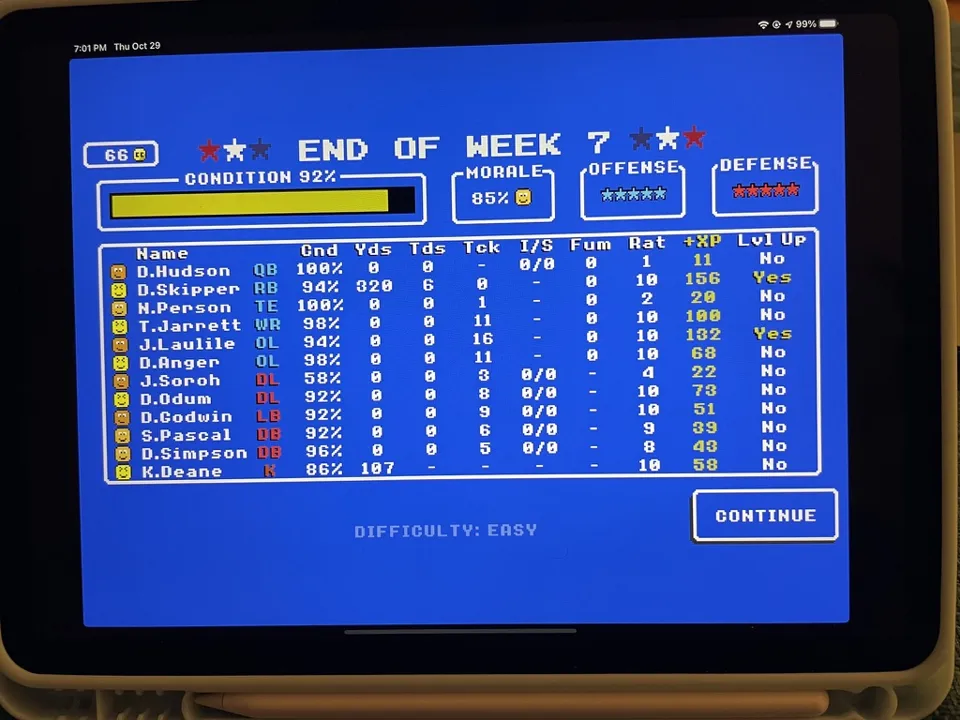 7:01 PM Thu Oct 29
99%
66
END OF WEEK 7
CONDITION 92%
MORALE
85%
OFFENSE
DEFENSE
Name Cnd Yds Tds Tck I/S Fum Rat +XP Lvl Up
D.Hudson QB 100% 0 0 - 0/0 0 1 11 No
D.Skipper RB 94% 320 6 0 - 0 10 156 Yes
N.Person TE 100% 0 0 1 - 0 2 20 No
T.Jarrett WR 98% 0 0 11 - 0 10 100 No
J.Laulile OL 94% 0 0 16 - 0 10 132 Yes
D.Anger OL 98% 0 0 11 - 0 10 68 No
J.Soroh DL 58% 0 0 3 0/0 - 4 22 No
D.Odum DL 92% 0 0 8 0/0 - 10 73 No
D.Godwin LB 92% 0 0 9 0/0 - 10 51 No
S.Pascal DB 92% 0 0 6 0/0 - 9 39 No
D.Simpson DB 96% 0 0 5 0/0 - 8 43 No
K.Deane K 86% 107 - - - - 10 58 No
DIFFICULTY: EASY
CONTINUE